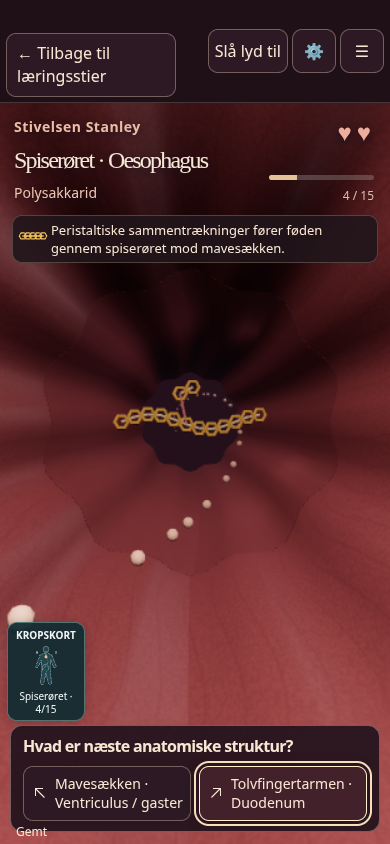 ← Tilbage til
læringsstier
Slå lyd til
Stivelsen Stanley
Spiserøret · Oesophagus
Polysakkarid
4 / 15
Peristaltiske sammentrækninger fører føden
gennem spiserøret mod mavesækken.
KROPSKORT
Spiserøret ·
4/15
Hvad er næste anatomiske struktur?
Mavesækken ·
Ventriculus / gaster
Tolvfingertarmen ·
Duodenum
Gemt